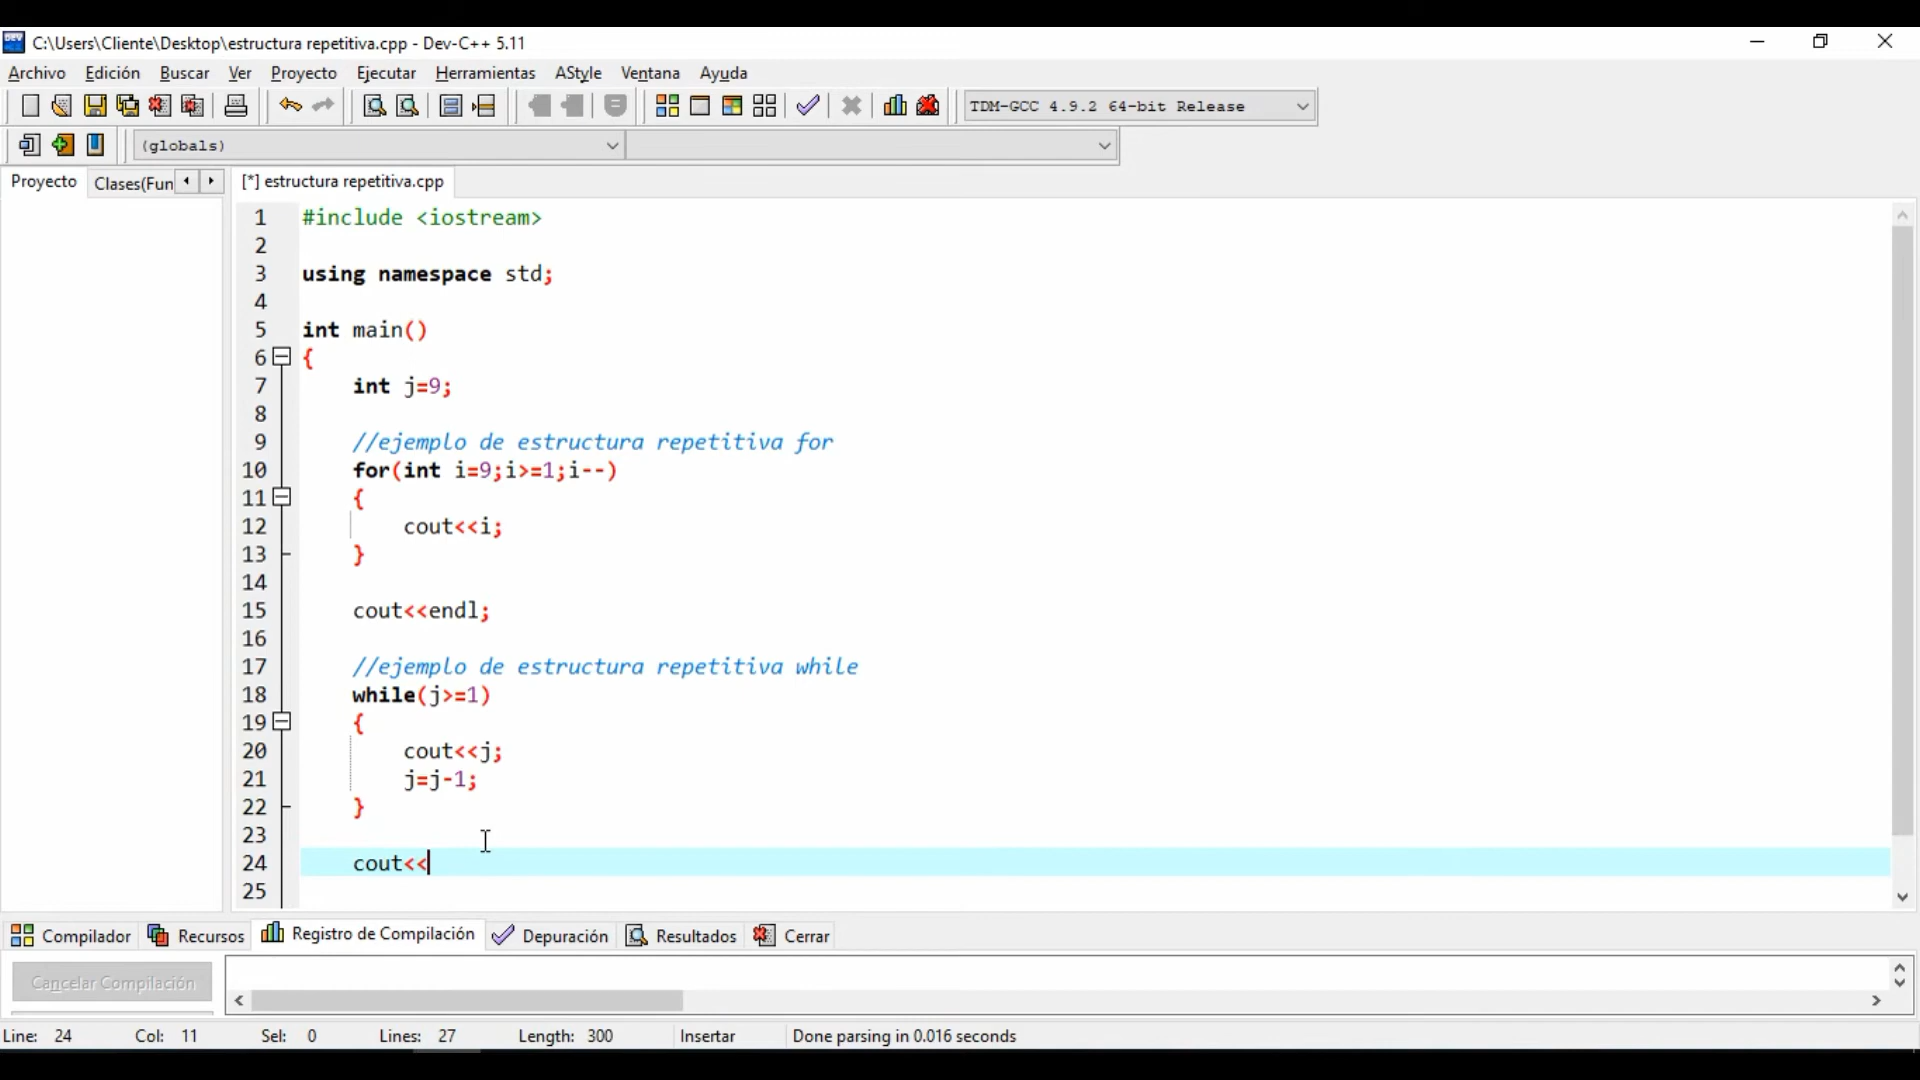 C:\Users\Cliente\Desktop\estructura repetitiva.cpp - Dev-C++ 5.11
Archivo Edición Buscar Ver Proyecto Ejecutar Herramientas AStyle Ventana Ayuda
TDM-GCC 4.9.2 64-bit Release
(globals)
Proyecto Clases(Fun [*] estructura repetitiva.cpp
1 #include <iostream>
2
3 using namespace std;
4
5 int main()
6 {
7 int j=9;
8
9 //ejemplo de estructura repetitiva for
10 for(int i=9;i>=1;i--)
11 {
12 cout<<i;
13 }
14
15 cout<<endl;
16
17 //ejemplo de estructura repetitiva while
18 while(j>=1)
19 {
20 cout<<j;
21 j=j-1;
22 }
23
24 cout<<
25
Compilador Recursos Registro de Compilación Depuración Resultados Cerrar
Cancelar Compilación
Line: 24 Col: 11 Sel: 0 Lines: 27 Length: 300 Insertar Done parsing in 0.016 seconds